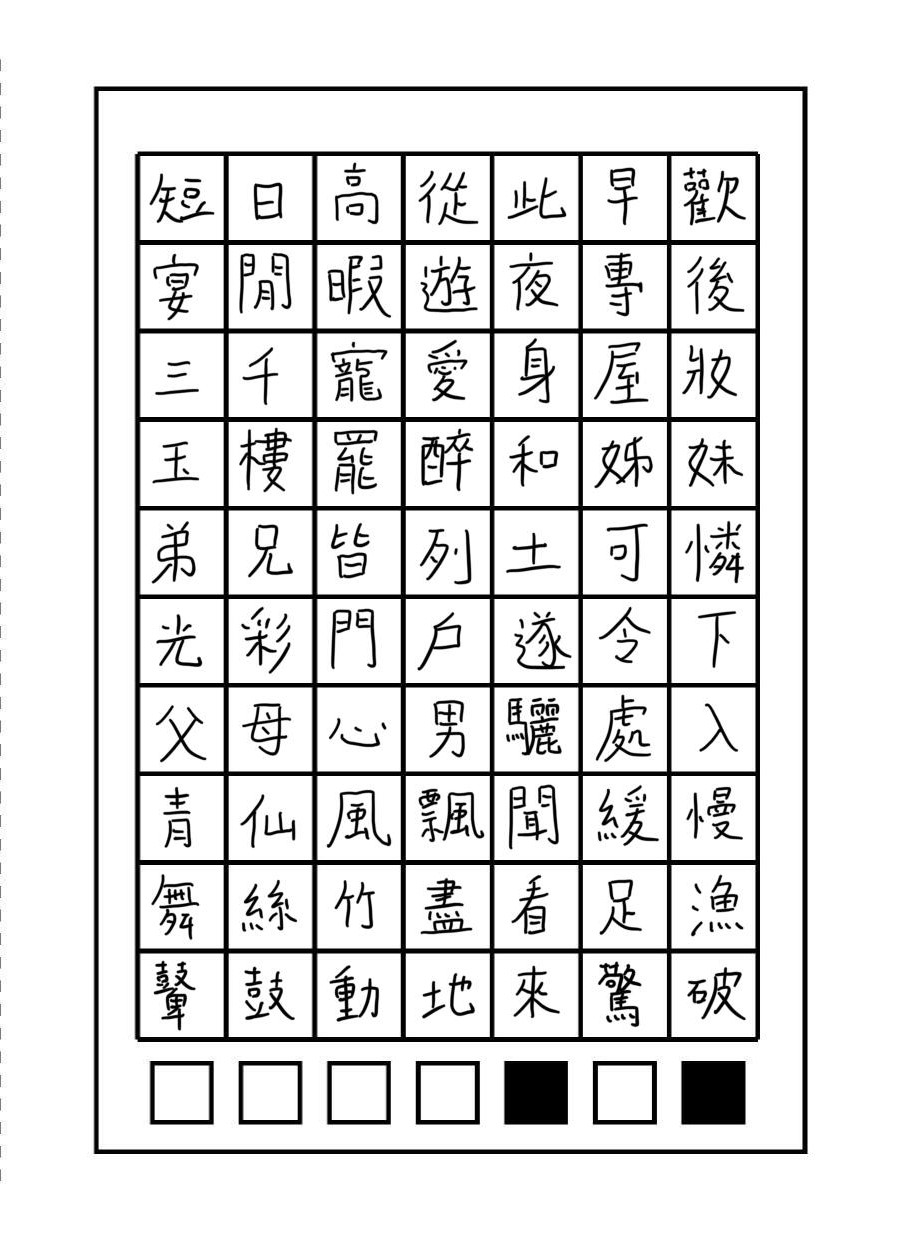 短日高從此早歡
宴閒暇遊夜專後
三千寵愛身屋妝
玉樓罷醉和姊妹
弟兄皆列土可憐
光彩門戶遂令下
父母心男驪處入
青仙風飄聞緩慢
舞絲竹盡看足漁
鼙鼓動地來驚破